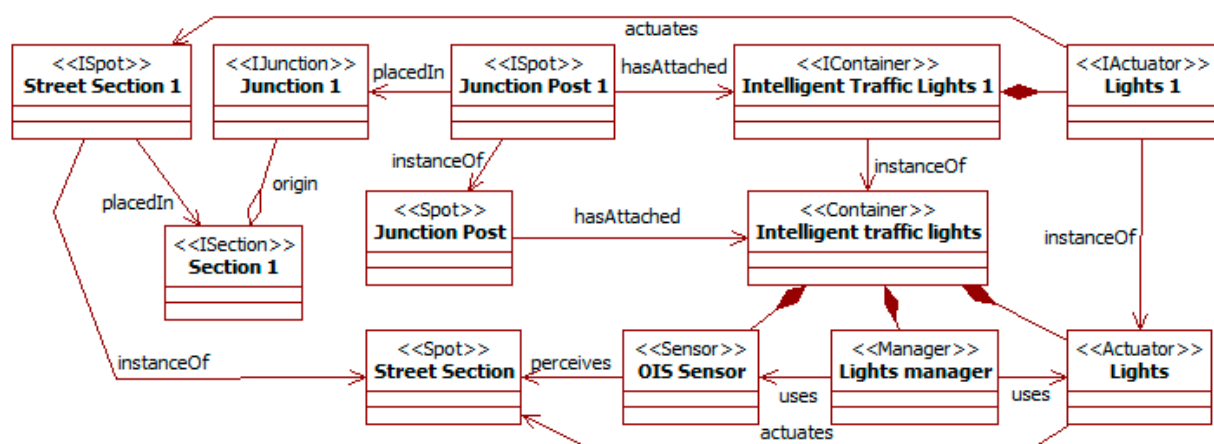 actuates
<<ISpot>>
Street Section 1
<<IJunction>>
Junction 1
placedIn
<<ISpot>>
Junction Post 1
hasAttached
<<IContainer>>
Intelligent Traffic Lights 1
<<IActuator>>
Lights 1
instanceOf
instanceOf
placedIn
origin
<<Spot>>
Junction Post
hasAttached
<<Container>>
Intelligent traffic lights
instanceOf
<<ISection>>
Section 1
instanceOf
<<Spot>>
Street Section
perceives
<<Sensor>>
OIS Sensor
uses
<<Manager>>
Lights manager
uses
<<Actuator>>
Lights
actuates